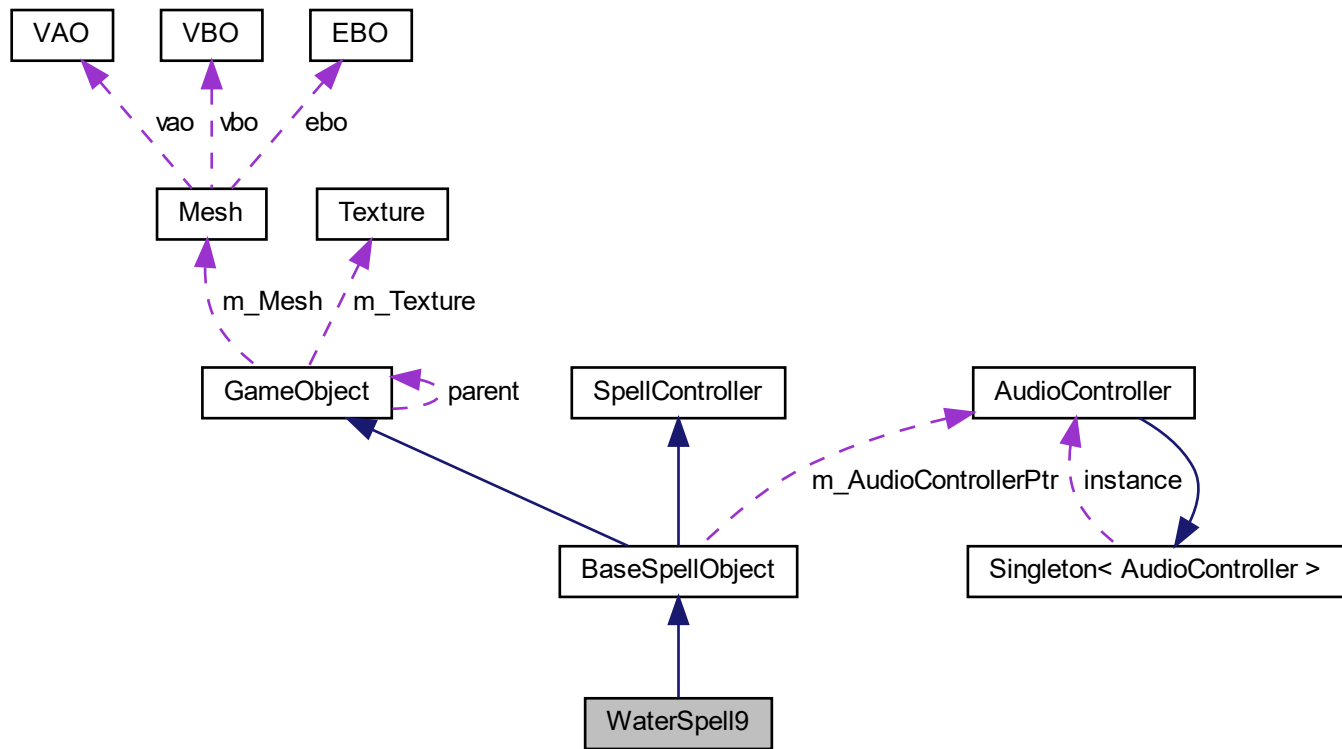 VAO
VBO
EBO
vao
vbo
ebo
Mesh
Texture
m_Mesh
m_Texture
GameObject
parent
SpellController
AudioController
m_AudioControllerPtr
instance
BaseSpellObject
Singleton< AudioController >
WaterSpell9